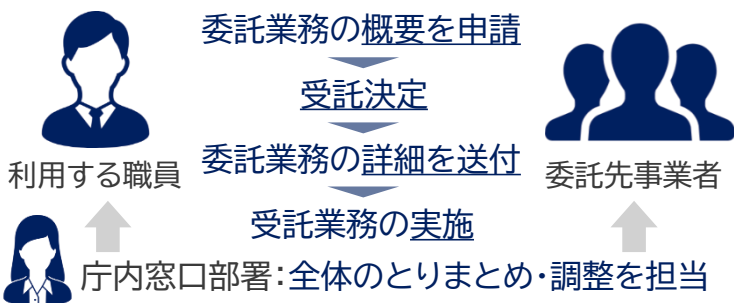 委託業務の概要を申請
受託決定
委託業務の詳細を送付
受託業務の実施
利用する職員
委託先事業者
庁内窓口部署：全体のとりまとめ・調整を担当